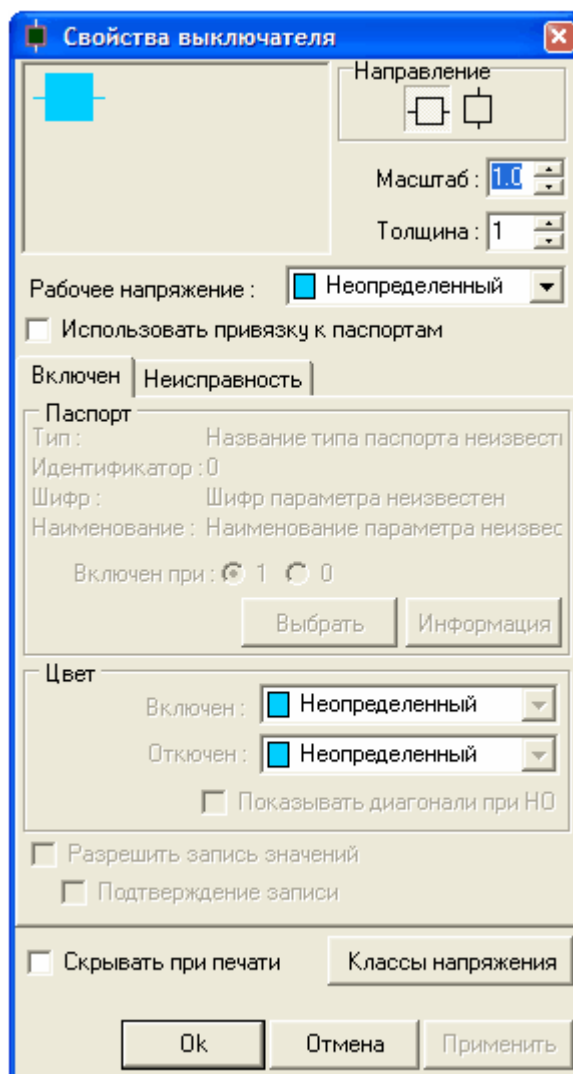 Свойства выключателя
Направление
Масштаб : 1.0
Толщина : 1
Рабочее напряжение : Неопределенный
Использовать привязку к паспортам
Включен Неисправность
Паспорт
Тип : Название типа паспорта неизвестн
Идентификатор : 0
Шифр : Шифр параметра неизвестен
Наименование : Наименование параметра неизвес
Включен при : 1 0
Выбрать Информация
Цвет
Включен : Неопределенный
Откючен : Неопределенный
Показывать диагонали при НО
Разрешить запись значений
Подтверждение записи
Скрывать при печати Классы напряжения
Ok Отмена Применить